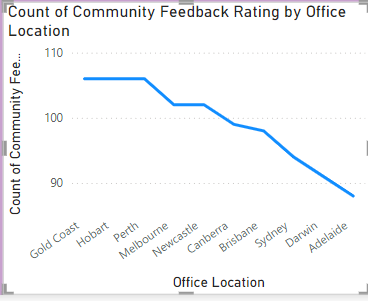 Count of Community Feedback Rating by Office
Location
110
100
90
Count of Community Fee...
Gold Coast
Hobart
Perth
Melbourne
Newcastle
Canberra
Brisbane
Sydney
Darwin
Adelaide
Office Location